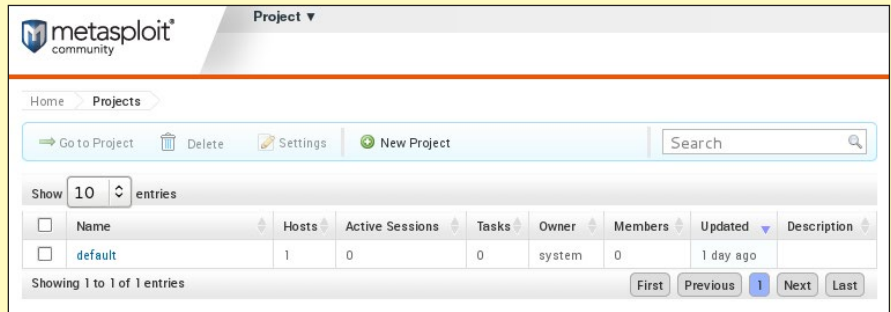 Project ▼
metasploit®
community
Home Projects
Go to Project Delete Settings New Project Search
Show 10 entries
Name Hosts Active Sessions Tasks Owner Members Updated Description
default 1 0 0 system 0 1 day ago
Showing 1 to 1 of 1 entries First Previous 1 Next Last